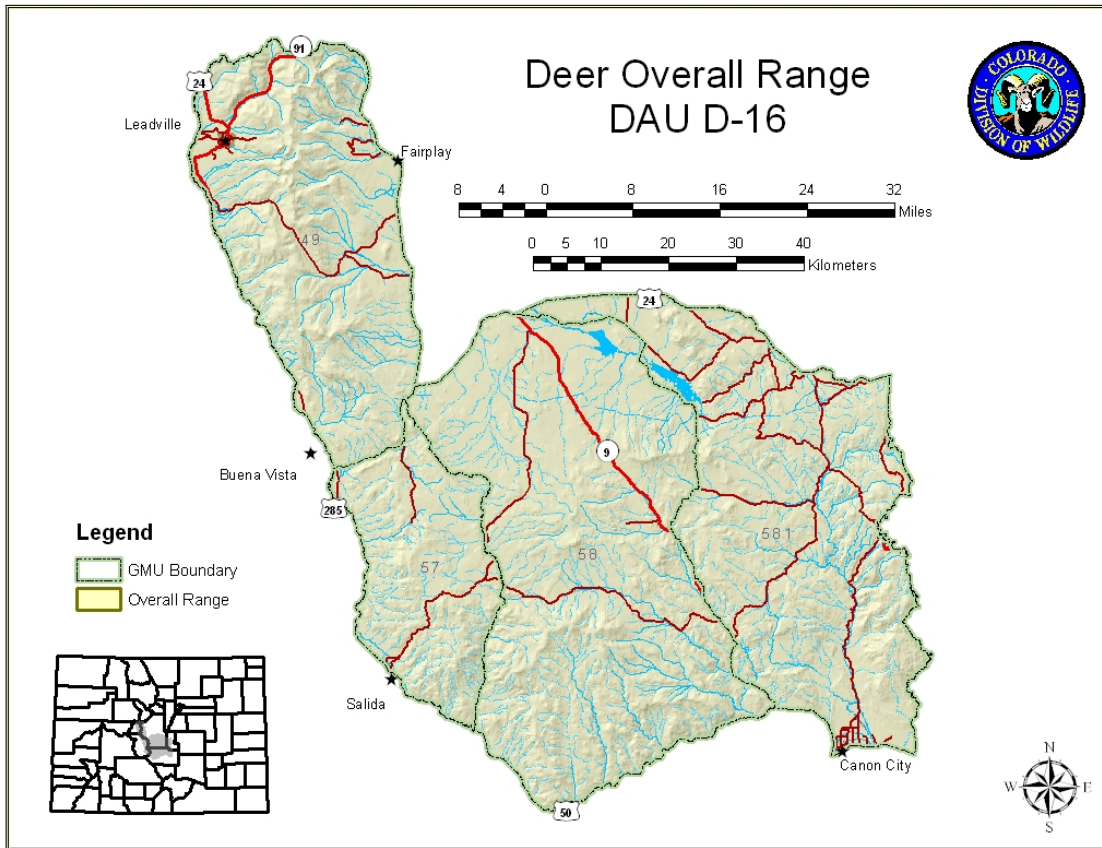 Deer Overall Range
DAU D-16
COLORADO
DIVISION OF WILDLIFE
91
24
Leadville
Fairplay
8 4 0 8 16 24 32
Miles
0 5 10 20 30 40
Kilometers
49
24
9
Buena Vista
285
Legend
GMU Boundary
Overall Range
57
58
581
Salida
Canon City
50
N
W E
S